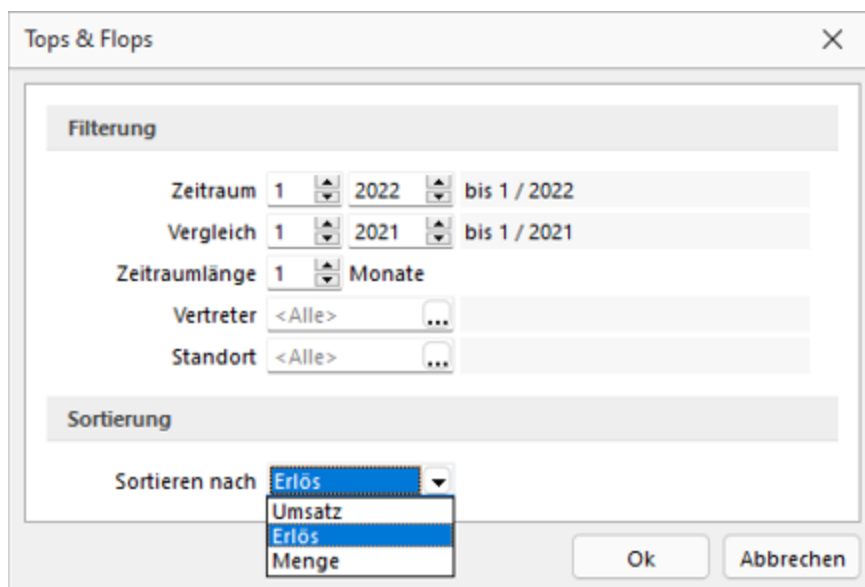 Tops & Flops
Filterung
Zeitraum 1 2022 bis 1 / 2022
Vergleich 1 2021 bis 1 / 2021
Zeitraumlänge 1 Monate
Vertreter <Alle> ...
Standort <Alle> ...
Sortierung
Sortieren nach Erlös
Umsatz
Erlös
Menge
Ok Abbrechen